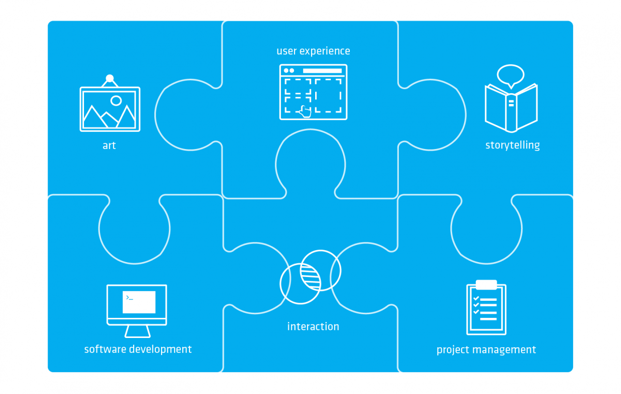 user experience
art
storytelling
>_
software development
interaction
project management